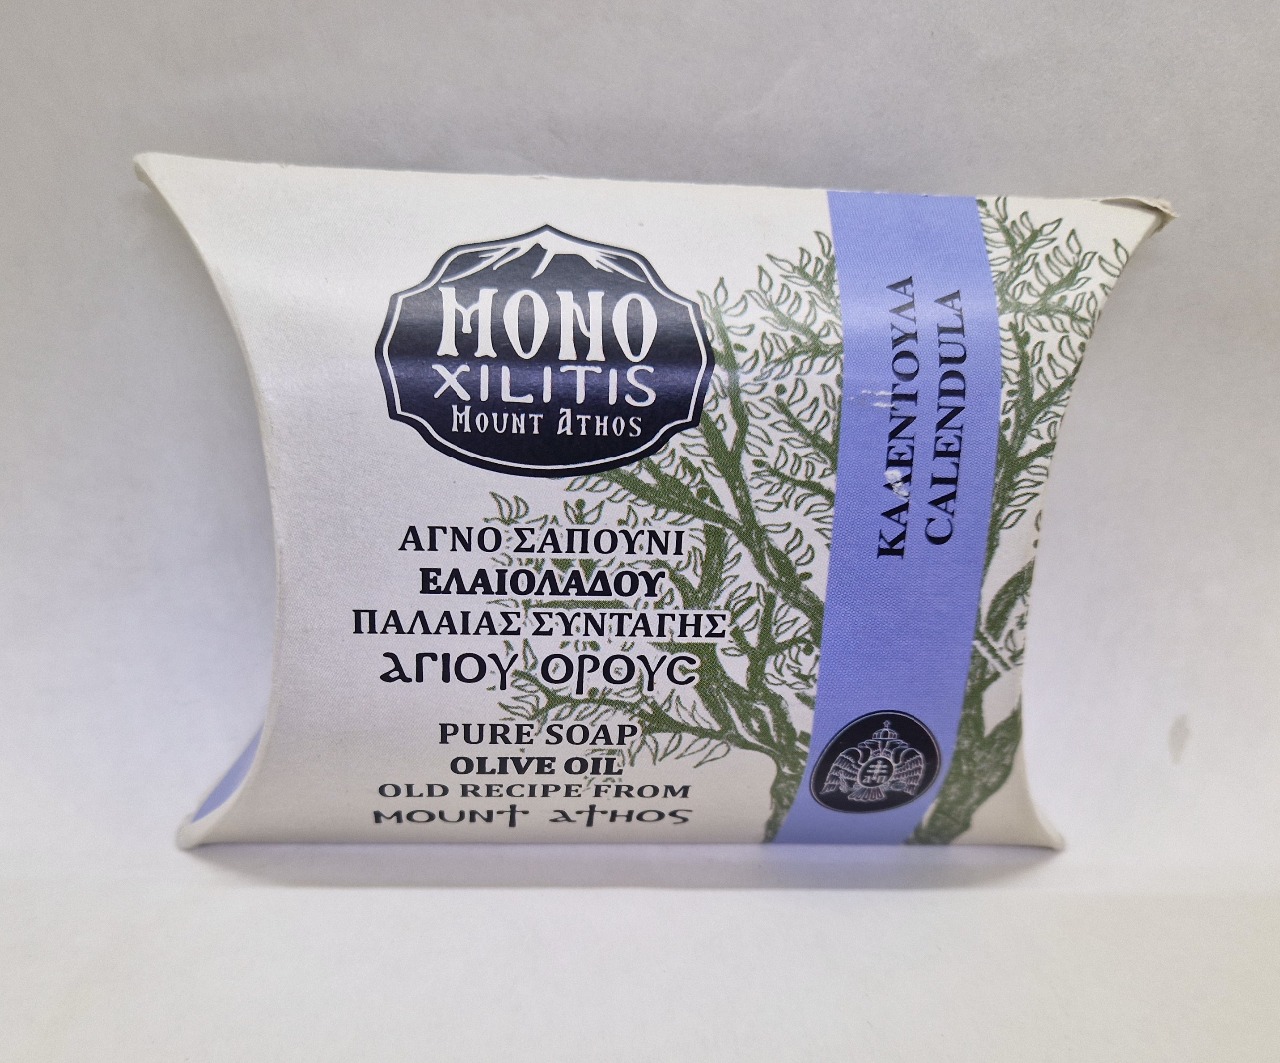 MONO
XILITIS
MOUNT ATHOS
ΑΓΝΟ ΣΑΠΟΥΝΙ
ΕΛΑΙΟΛΑΔΟΥ
ΠΑΛΑΙΑΣ ΣΥΝΤΑΓΗΣ
ΑΓΙΟΥ ΟΡΟΥC
PURE SOAP
OLIVE OIL
OLD RECIPE FROM
MOUNT ATHOS
ΚΑΛΕΝΤΟΥΛΑ
CALENDULA